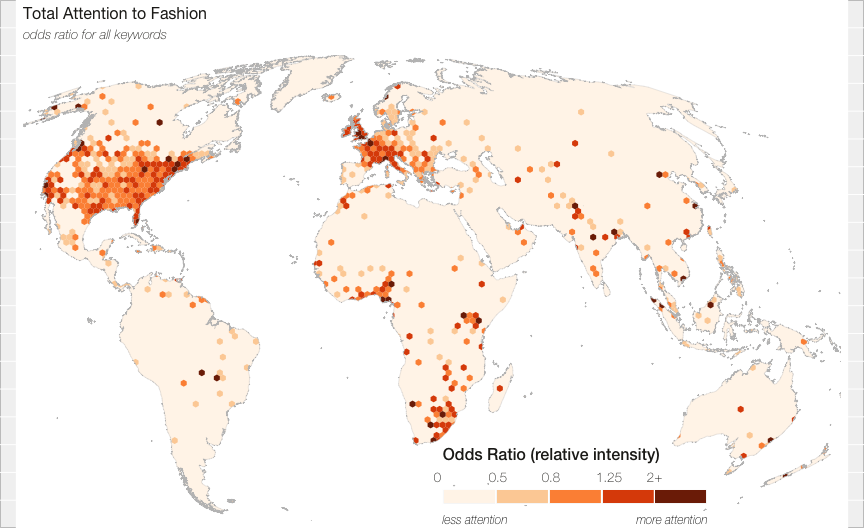 Total Attention to Fashion
odds ratio for all keywords
Odds Ratio (relative intensity)
0 0.5 0.8 1.25 2+
less attention more attention